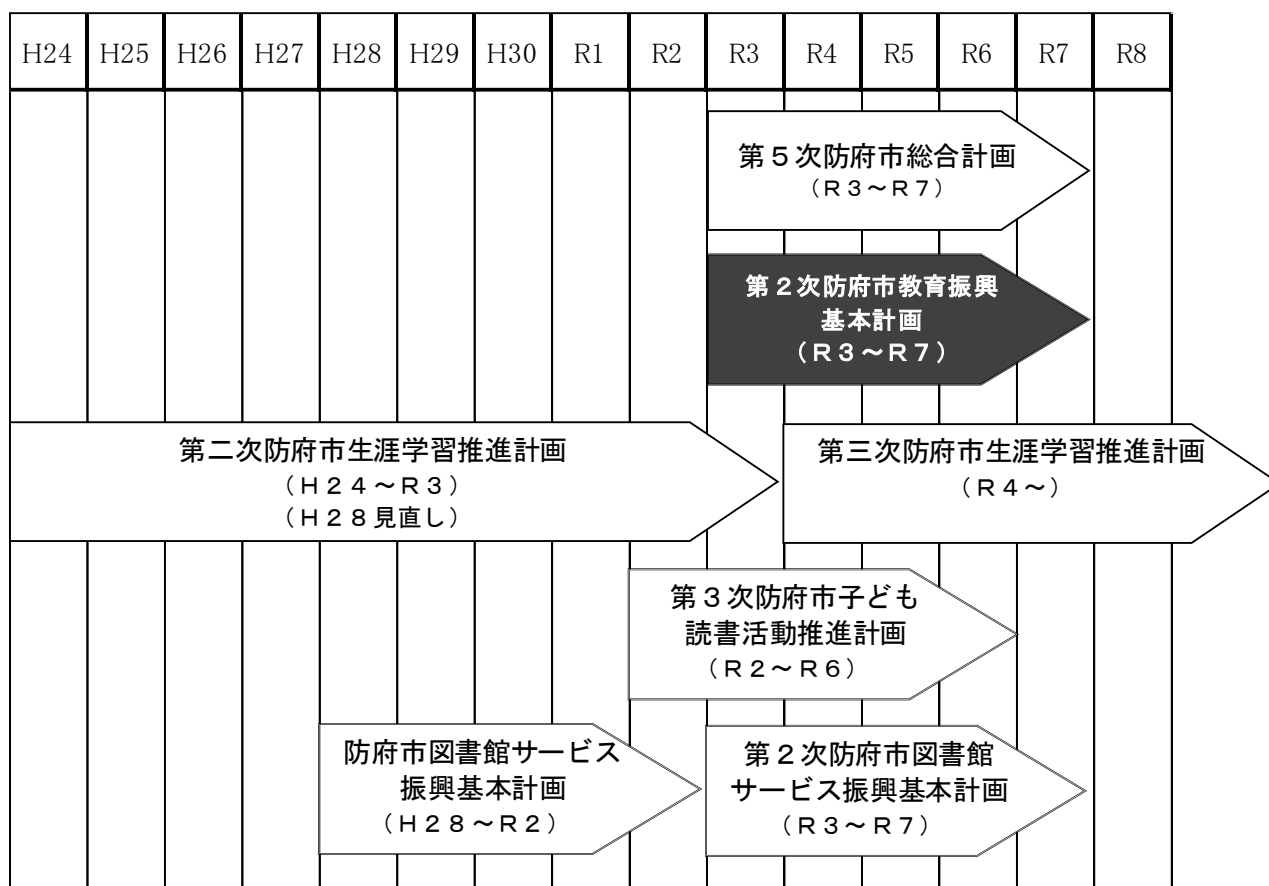 H24 H25 H26 H27 H28 H29 H30 R1 R2 R3 R4 R5 R6 R7 R8
第５次防府市総合計画
（Ｒ３～Ｒ７）
第２次防府市教育振興
基本計画
（Ｒ３～Ｒ７）
第二次防府市生涯学習推進計画
（Ｈ２４～Ｒ３）
（Ｈ２８見直し）
第三次防府市生涯学習推進計画
（Ｒ４～）
第３次防府市子ども
読書活動推進計画
（Ｒ２～Ｒ６）
防府市図書館サービス
振興基本計画
（Ｈ２８～Ｒ２）
第２次防府市図書館
サービス振興基本計画
（Ｒ３～Ｒ７）